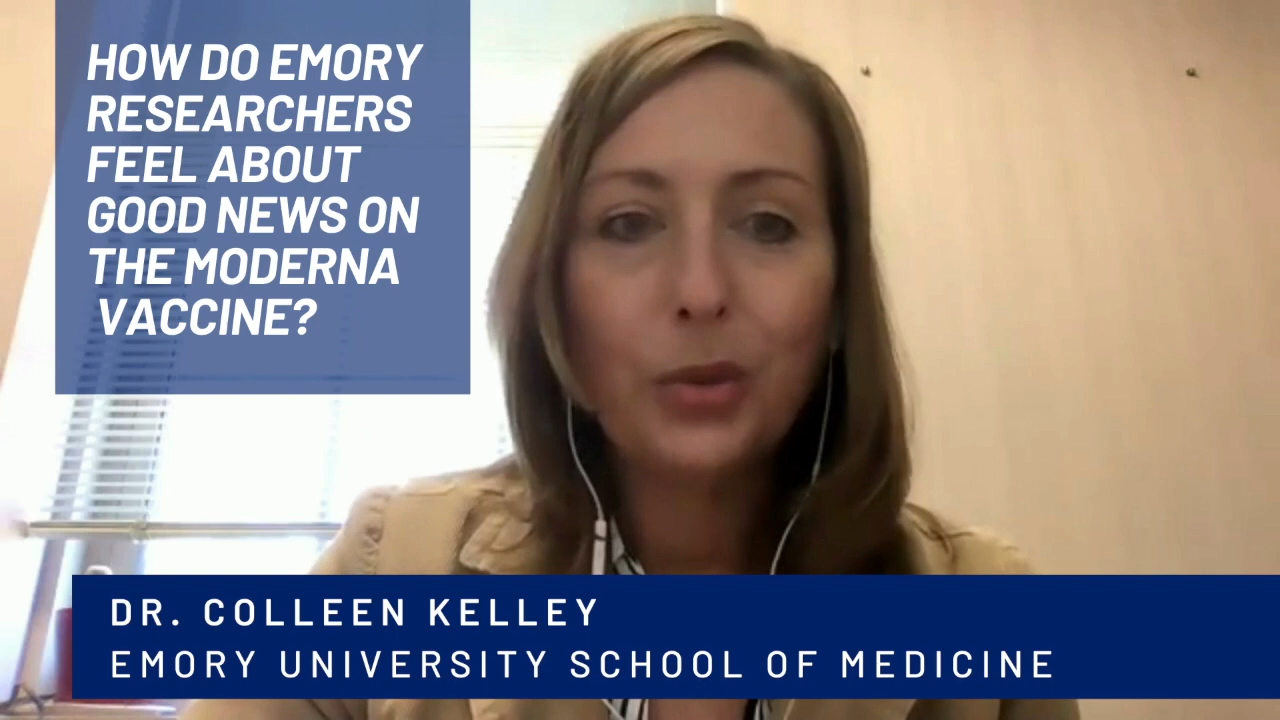 HOW DO EMORY
RESEARCHERS
FEEL ABOUT
GOOD NEWS ON
THE MODERNA
VACCINE?
DR. COLLEEN KELLEY
EMORY UNIVERSITY SCHOOL OF MEDICINE